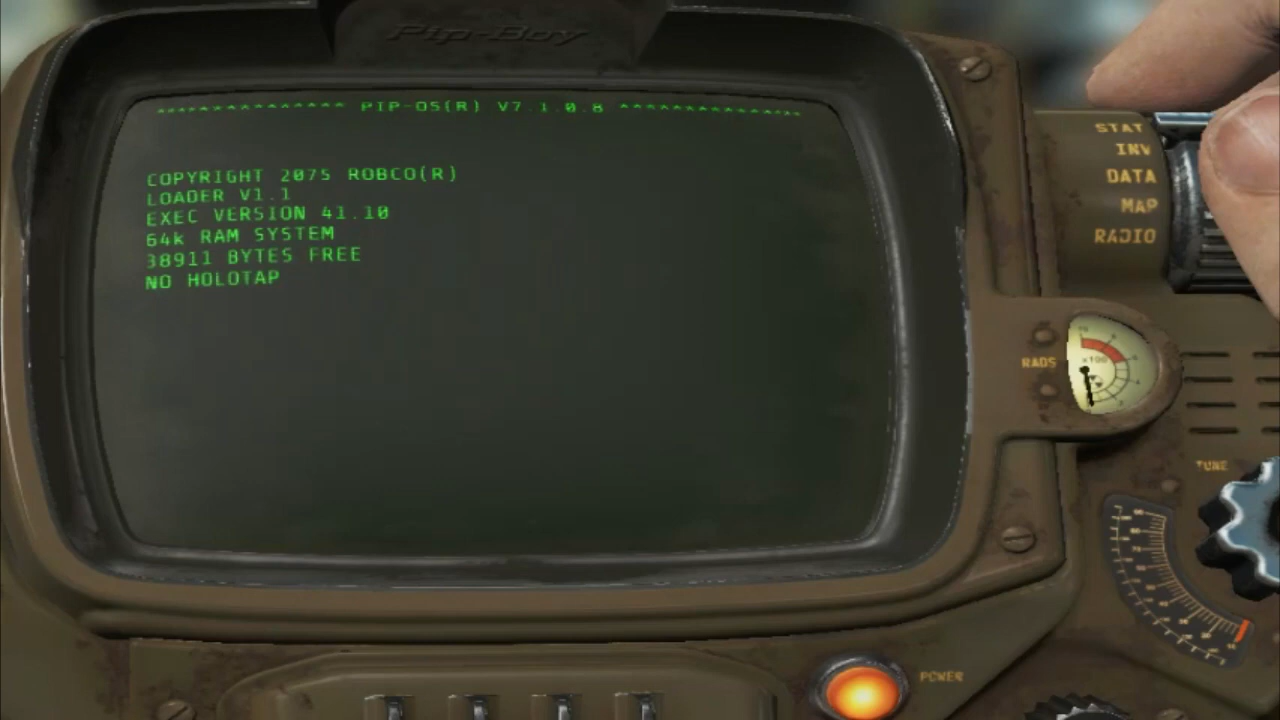 Pip-Boy
*************** PIP-OS(R) V7.1.0.8 ***************
COPYRIGHT 2075 ROBCO(R)
LOADER V1.1
EXEC VERSION 41.10
64k RAM SYSTEM
38911 BYTES FREE
NO HOLOTAP
STAT
INV
DATA
MAP
RADIO
RADS
x100
TUNE
POWER